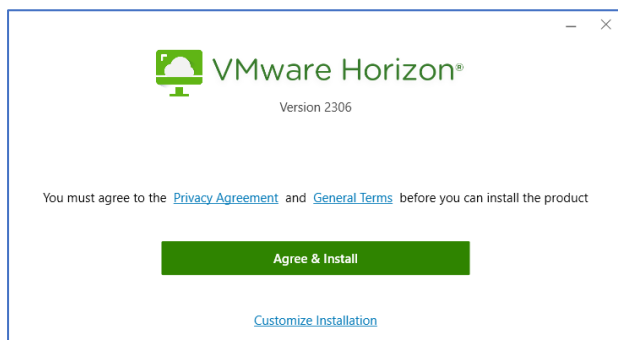 VMware Horizon®
Version 2306
You must agree to the Privacy Agreement and General Terms before you can install the product
Agree & Install
Customize Installation